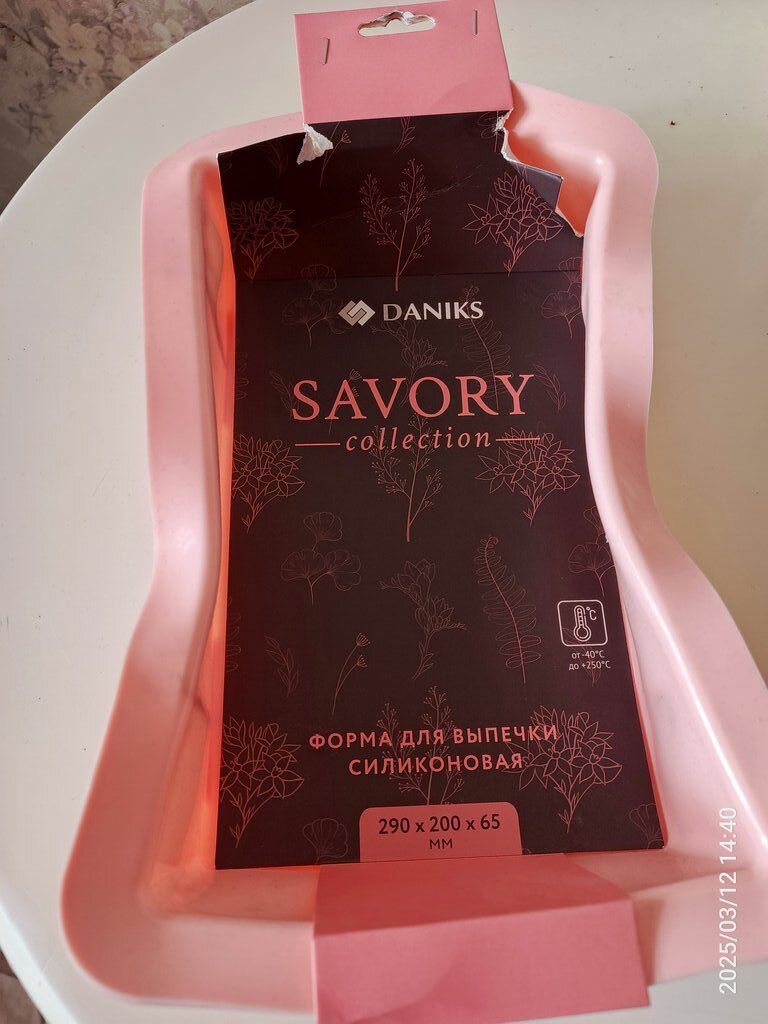 DANIKS
SAVORY
collection
°C
от -40°C
до +250°C
ФОРМА ДЛЯ ВЫПЕЧКИ
СИЛИКОНОВАЯ
290 x 200 x 65
ММ
2025/03/12 14:40